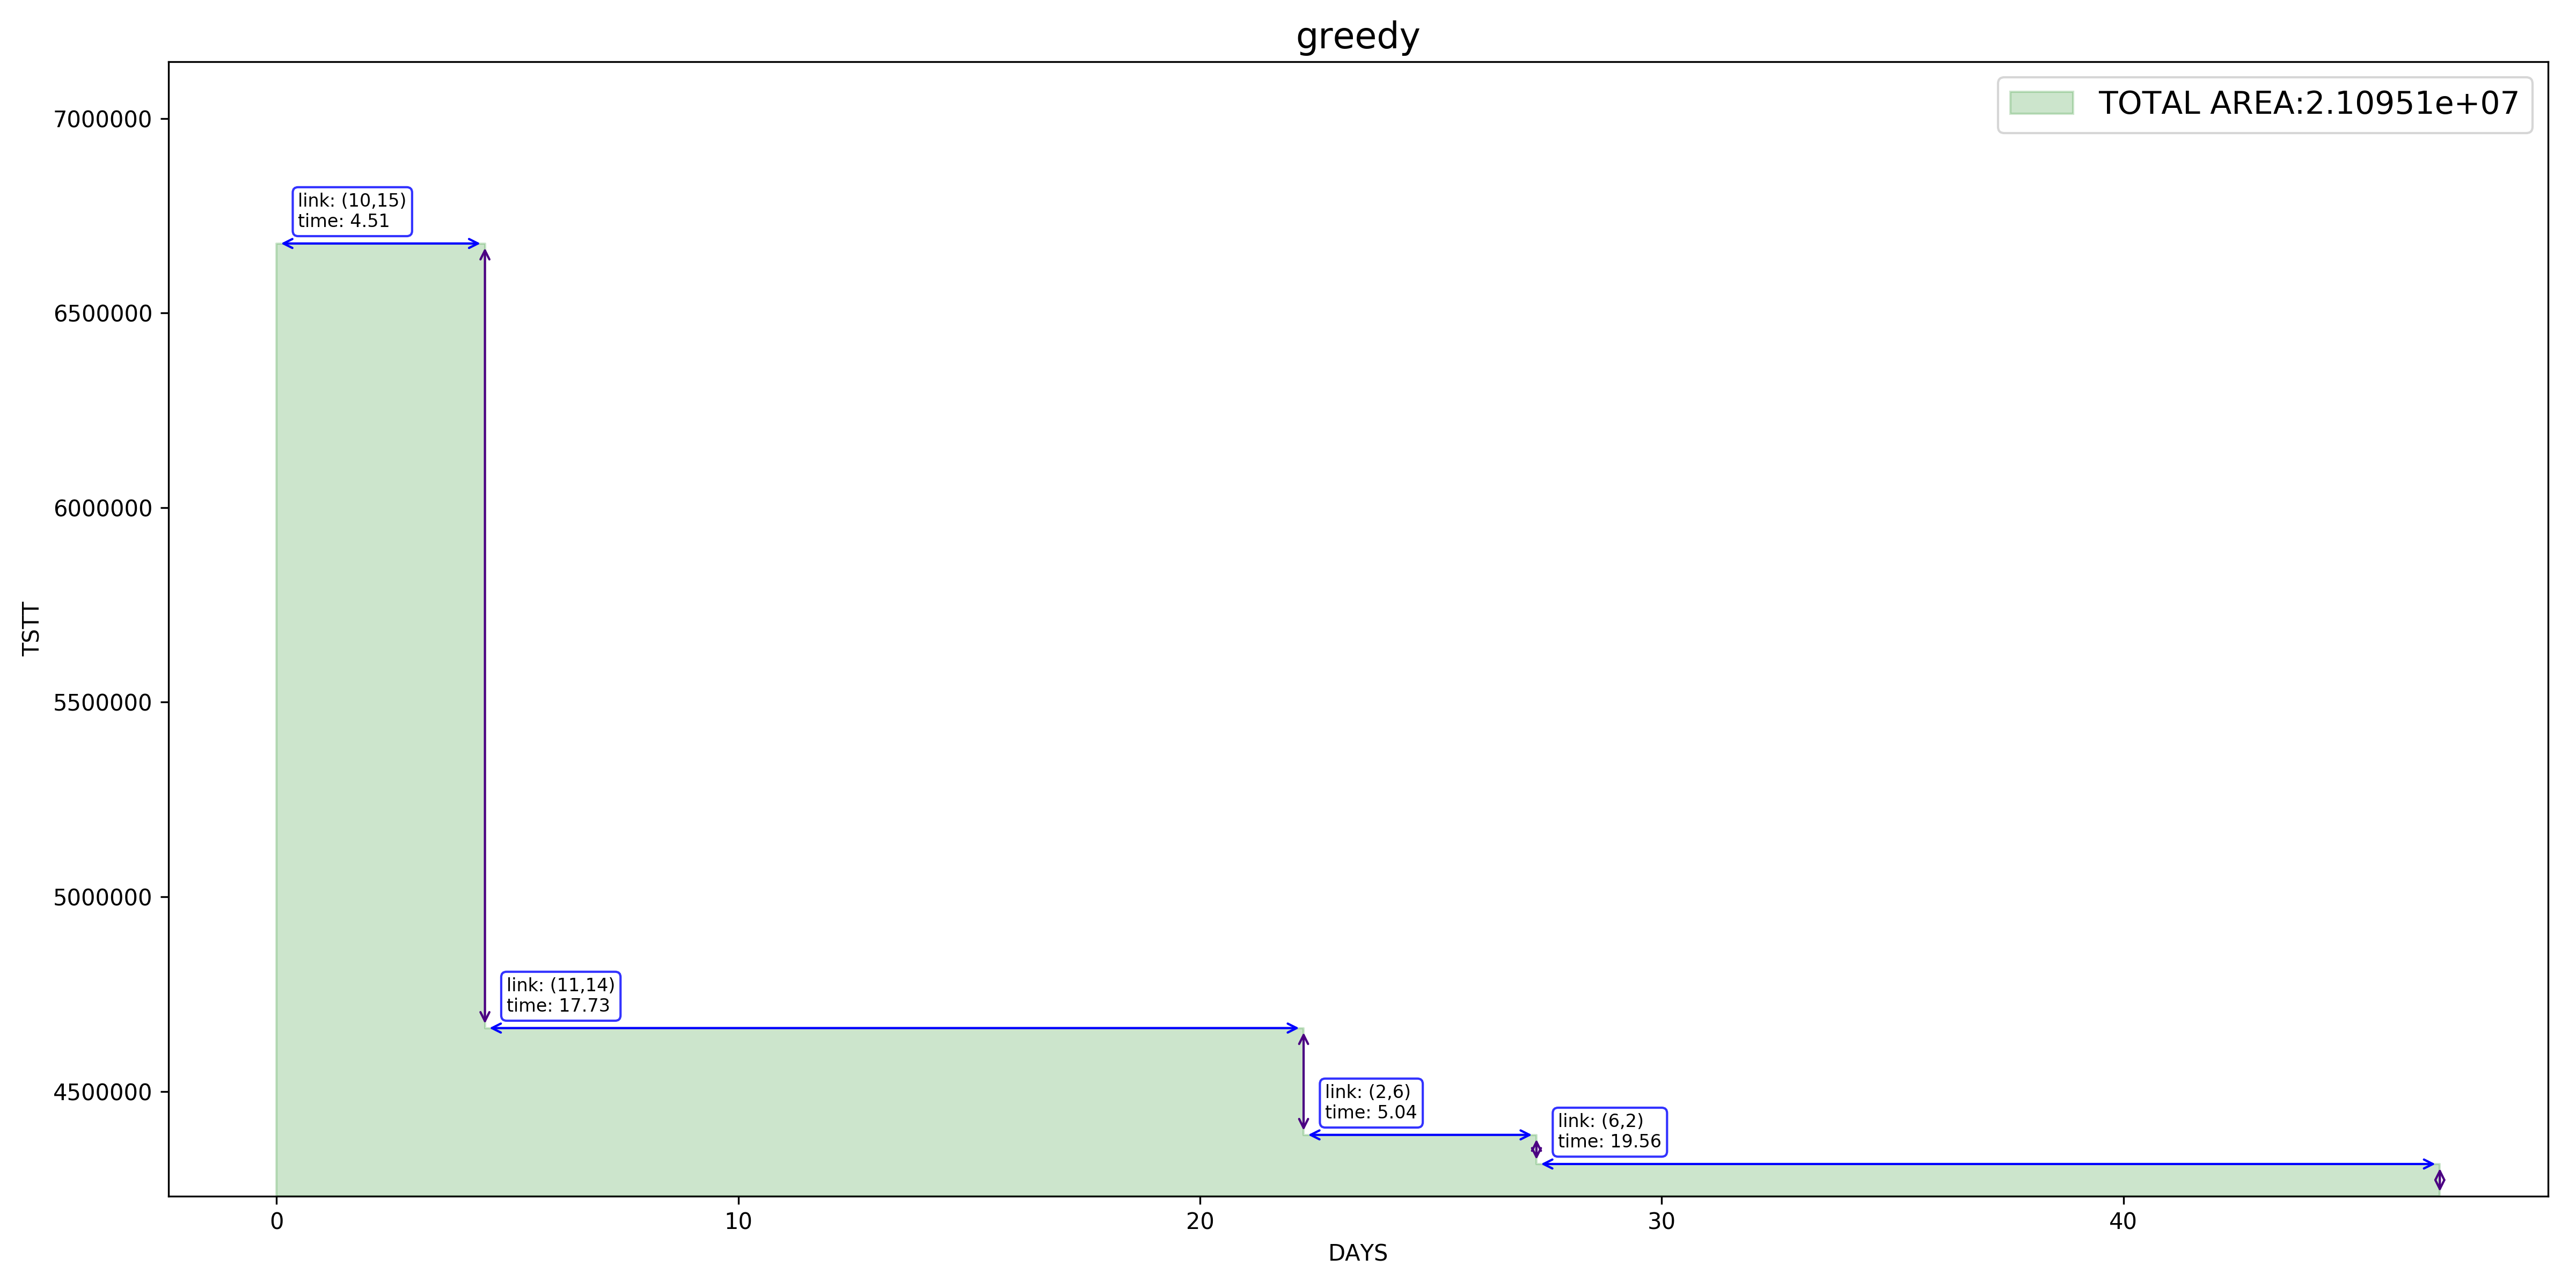 greedy
TOTAL AREA:2.10951e+07
7000000
6500000
6000000
5500000
5000000
4500000
TSTT
link: (10,15)
time: 4.51
link: (11,14)
time: 17.73
link: (2,6)
time: 5.04
link: (6,2)
time: 19.56
0
10
20
30
40
DAYS